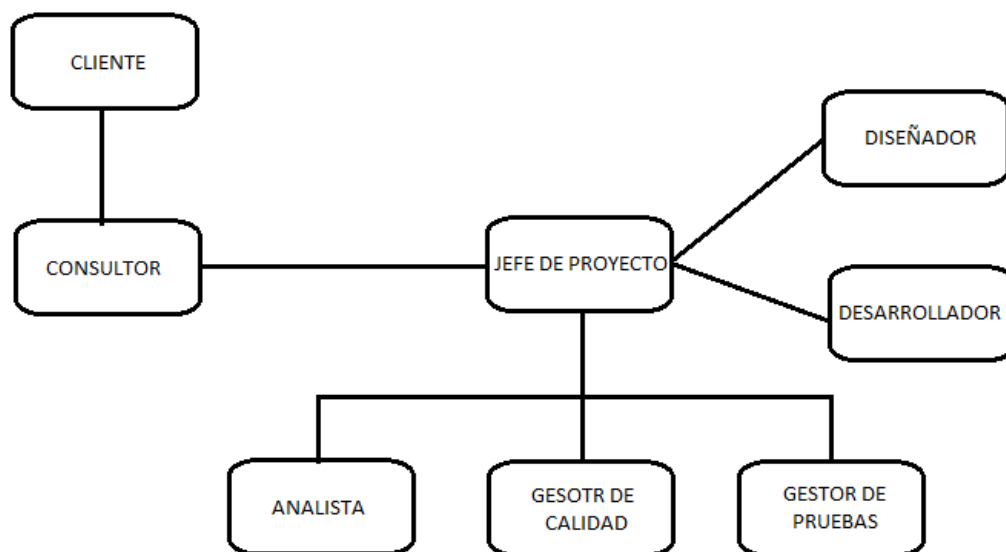 CLIENTE
DISEÑADOR
CONSULTOR
JEFE DE PROYECTO
DESARROLLADOR
ANALISTA
GESOTR DE
CALIDAD
GESTOR DE
PRUEBAS